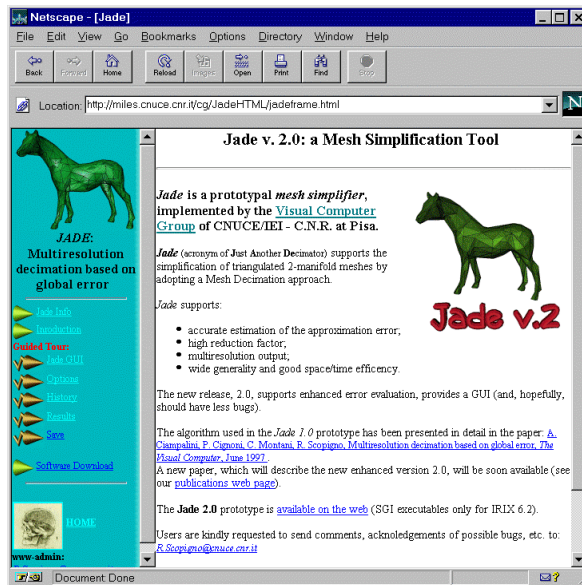 Netscape - [Jade]
File Edit View Go Bookmarks Options Directory Window Help
Back Forward Home Reload Images Open Print Find Stop
Location: http://miles.cnuce.cnr.it/cg/JadeHTML/jadeframe.html
N
JADE:
Multiresolution
decimation based on
global error
Jade Info
Inroduction
Guided Tour:
Jade GUI
Options
History
Results
Save
Software Download
HOME
www-admin:
Jade v. 2.0: a Mesh Simplification Tool
Jade is a prototypal mesh simplifier,
implemented by the Visual Computer
Group of CNUCE/IEI - C.N.R. at Pisa.
Jade (acronym of Just Another Decimator) supports the
simplification of triangulated 2-manifold meshes by
adopting a Mesh Decimation approach.
Jade v.2
Jade supports:
• accurate estimation of the approximation error;
• high reduction factor;
• multiresolution output;
• wide generality and good space/time efficency.
The new release, 2.0, supports enhanced error evaluation, provides a GUI (and, hopefully,
should have less bugs).
The algorithm used in the Jade 1.0 prototype has been presented in detail in the paper: A.
Ciampalini, P. Cignoni, C. Montani, R. Scopigno, Multiresolution decimation based on global error, The
Visual Computer, June 1997.
A new paper, which will describe the new enhanced version 2.0, will be soon available (see
our publications web page).
The Jade 2.0 prototype is available on the web (SGI executables only for IRIX 6.2).
Users are kindly requested to send comments, acknoledgements of possible bugs, etc. to:
R.Scopigno@cnuce.cnr.it
Document: Done